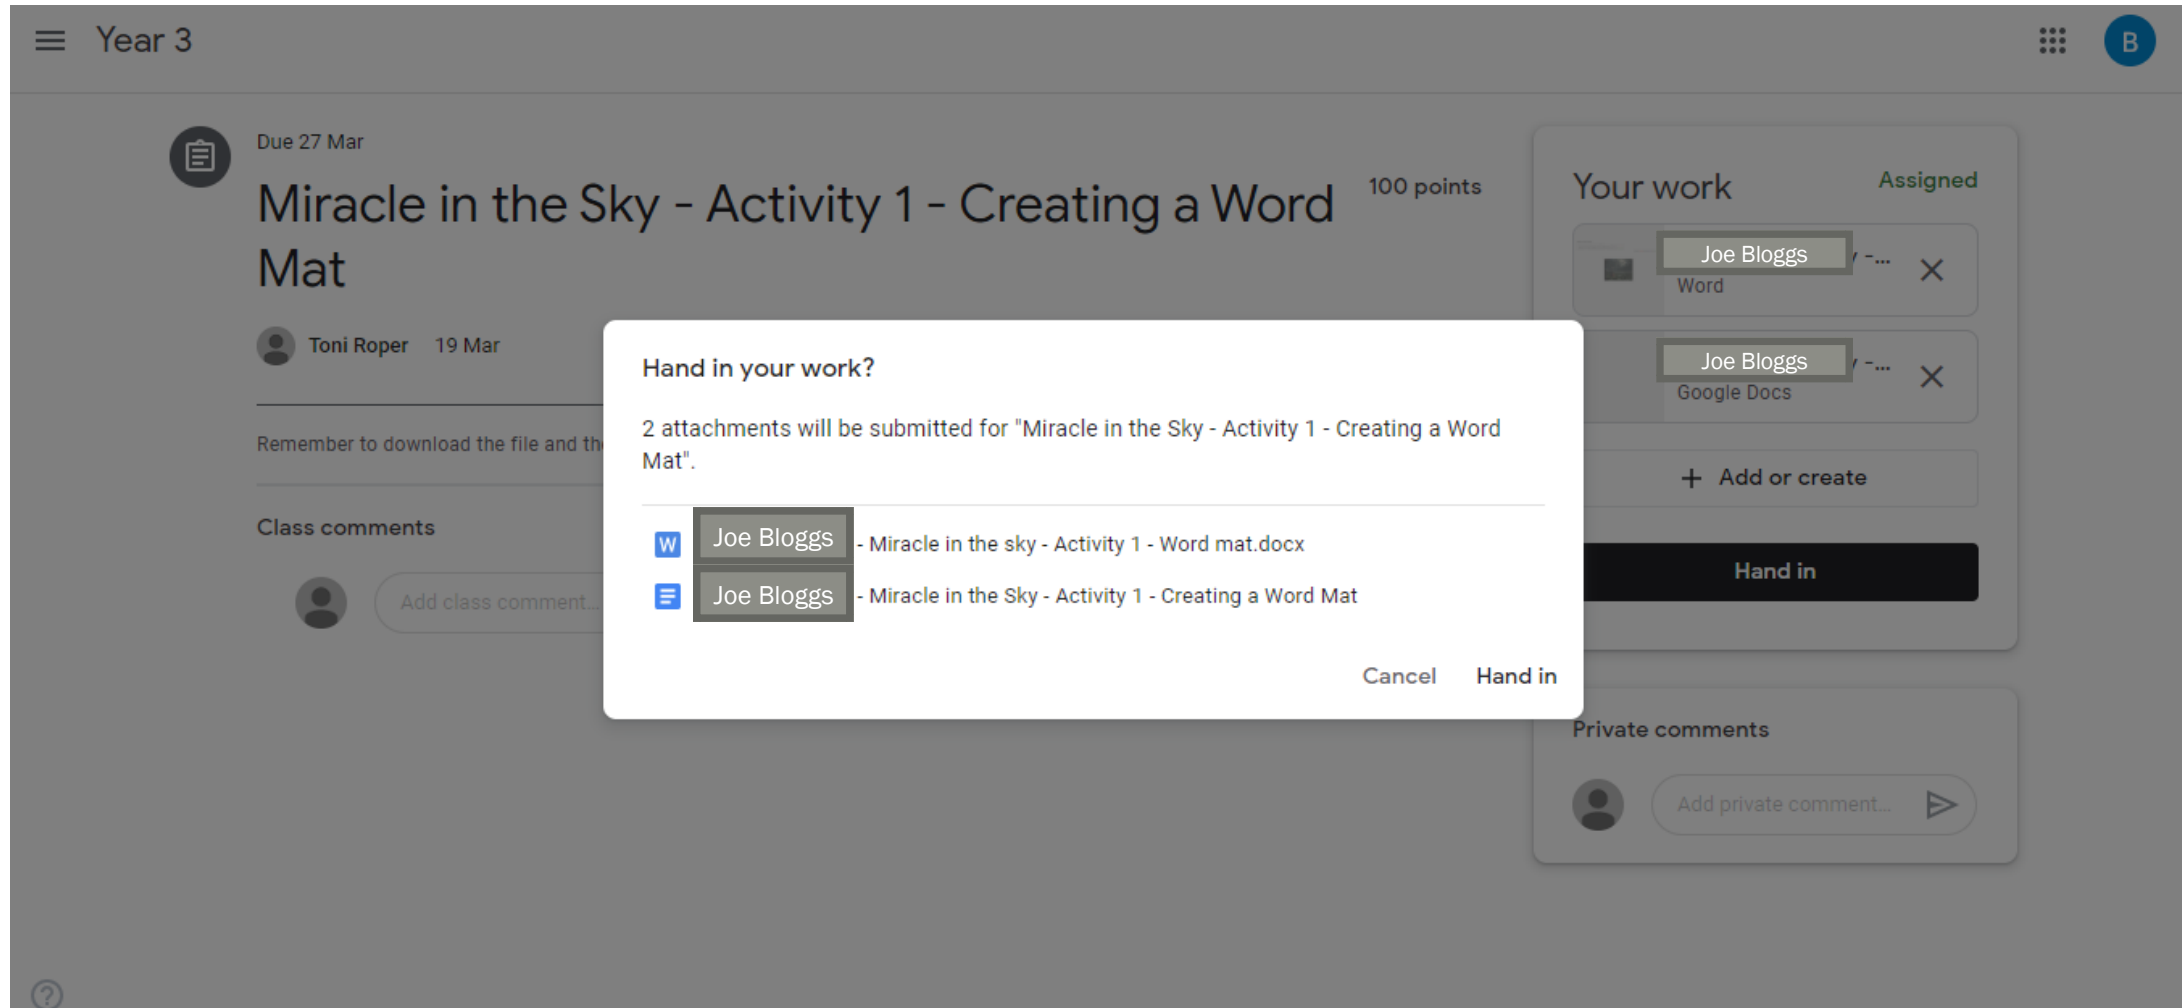 Year 3
B
Due 27 Mar
Miracle in the Sky - Activity 1 - Creating a Word
Mat
100 points
Toni Roper 19 Mar
Remember to download the file and
Class comments
Add class comment...
Hand in your work?
2 attachments will be submitted for "Miracle in the Sky - Activity 1 - Creating a Word
Mat".
W Joe Bloggs - Miracle in the sky - Activity 1 - Word mat.docx
Joe Bloggs - Miracle in the Sky - Activity 1 - Creating a Word Mat
Cancel Hand in
Your work Assigned
Joe Bloggs -...
Word
Joe Bloggs -...
Google Docs
+ Add or create
Hand in
Private comments
Add private comment...